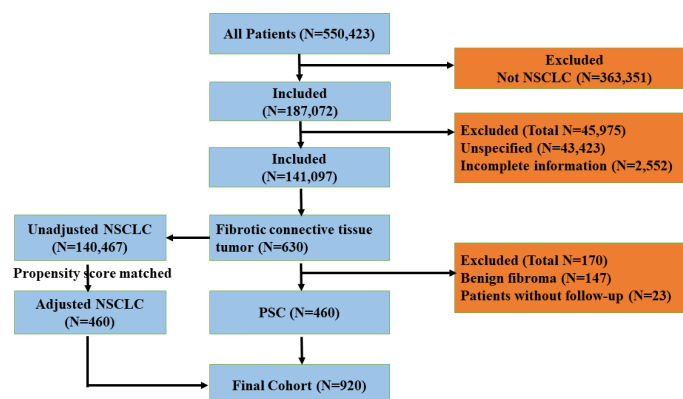 All Patients (N=550,423)
Excluded
Not NSCLC (N=363,351)
Included
(N=187,072)
Excluded (Total N=45,975)
Unspecified (N=43,423)
Incomplete information (N=2,552)
Included
(N=141,097)
Unadjusted NSCLC
(N=140,467)
Fibrotic connective tissue
tumor (N=630)
Excluded (Total N=170)
Benign fibroma (N=147)
Patients without follow-up (N=23)
Propensity score matched
Adjusted NSCLC
(N=460)
PSC (N=460)
Final Cohort (N=920)